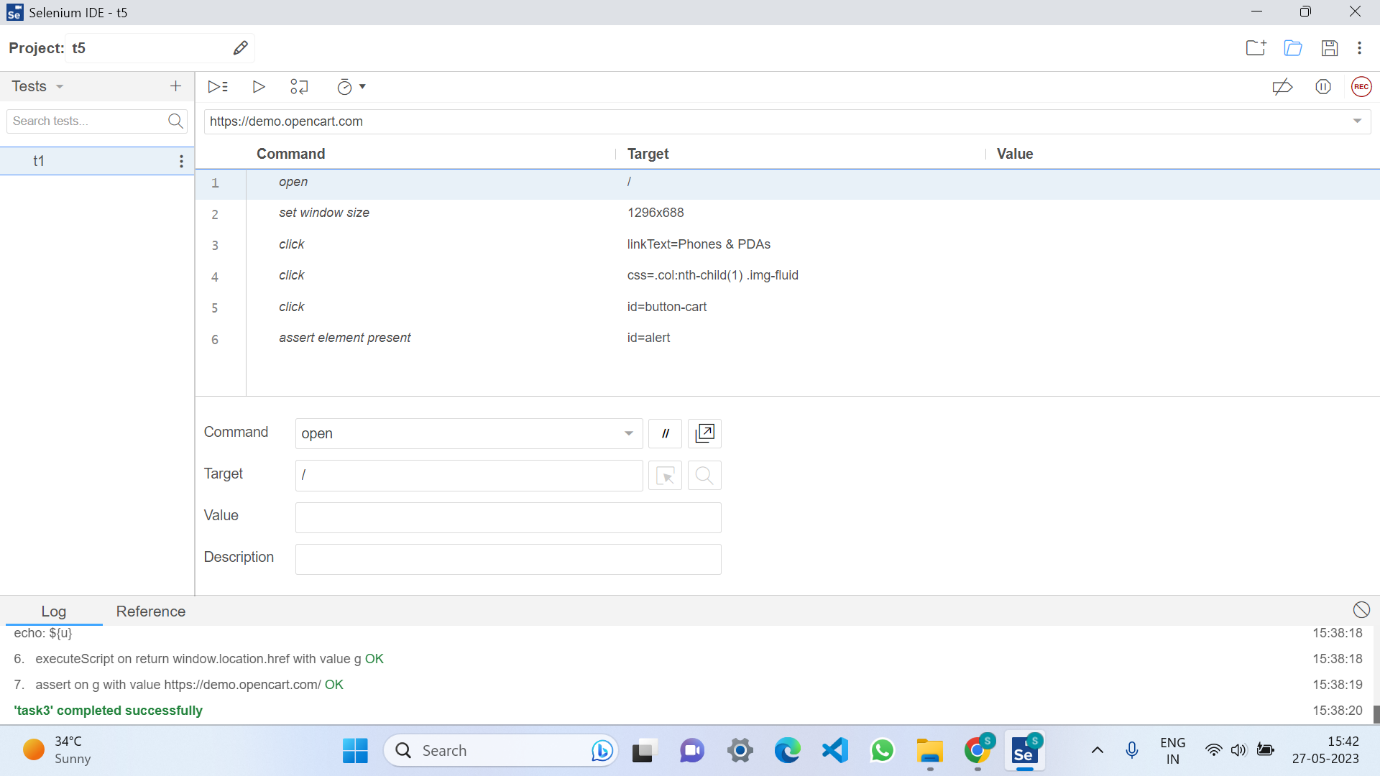 Se Selenium IDE - t5
Project: t5
Tests
Search tests...
t1
REC
https://demo.opencart.com
Command Target Value
1 open /
2 set window size 1296x688
3 click linkText=Phones & PDAs
4 click css=.col:nth-child(1) .img-fluid
5 click id=button-cart
6 assert element present id=alert
Command open //
Target /
Value
Description
Log Reference
echo: ${u} 15:38:18
6. executeScript on return window.location.href with value g OK 15:38:18
7. assert on g with value https://demo.opencart.com/ OK 15:38:19
'task3' completed successfully 15:38:20
34°C
Sunny
Search
S
Se S
ENG
IN
15:42
27-05-2023